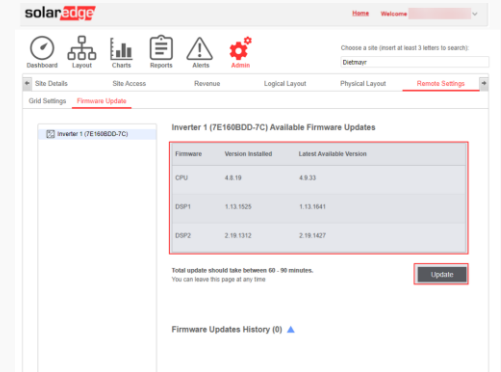 solaredge
Home Welcome
Dashboard Layout Charts Reports Alerts Admin
Choose a site (insert at least 3 letters to search):
Dietmayr
Site Details Site Access Revenue Logical Layout Physical Layout Remote Settings
Grid Settings Firmware Update
Inverter 1 (7E160BDD-7C)
Inverter 1 (7E160BDD-7C) Available Firmware Updates
Firmware Version Installed Latest Available Version
CPU 4.8.19 4.9.33
DSP1 1.13.1525 1.13.1641
DSP2 2.19.1312 2.19.1427
Total update should take between 60 - 90 minutes.
You can leave this page at any time
Update
Firmware Updates History (0)